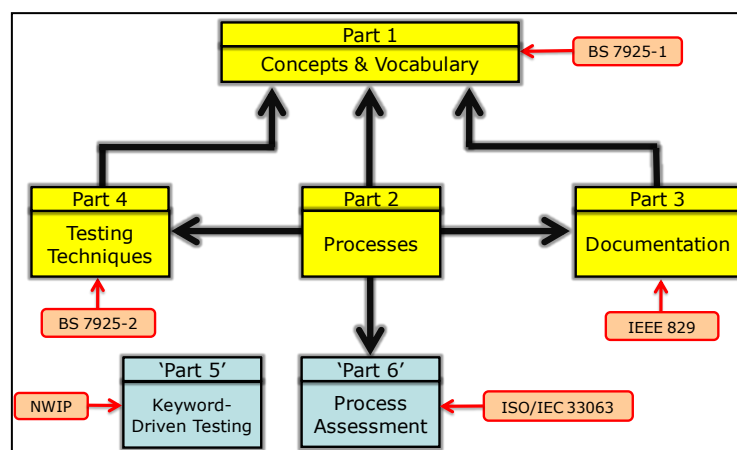 Part 1
Concepts & Vocabulary
BS 7925-1
Part 4
Testing
Techniques
Part 2
Processes
Part 3
Documentation
BS 7925-2
IEEE 829
'Part 5'
Keyword-
Driven Testing
NWIP
'Part 6'
Process
Assessment
ISO/IEC 33063